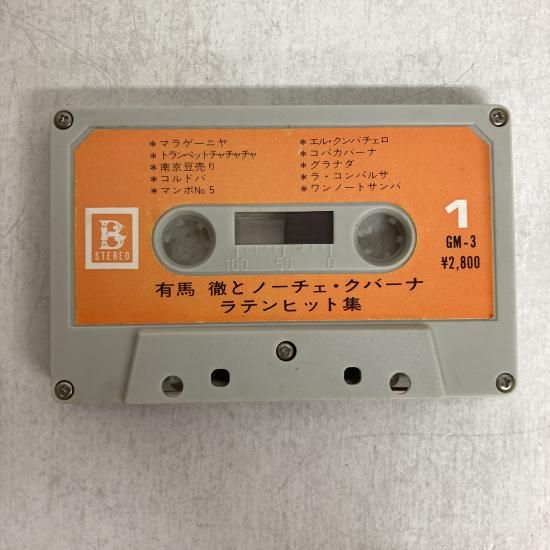 ＊マラゲーニャ
＊トランペットチャチャチャ
＊南京豆売り
＊コルドバ
＊マンボNo.5
＊エル・クンバチェロ
＊コパカバーナ
＊グラナダ
＊ラ・コンパルサ
＊ワンノートサンバ
B
STEREO
1
GM-3
¥2,800
100 50 0
有馬 徹とノーチェ・クバーナ
ラテンヒット集